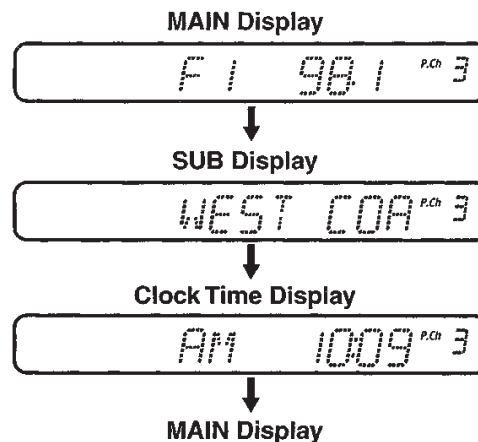 MAIN Display
F1 98.1 P.Ch 3
SUB Display
WEST COA P.Ch 3
Clock Time Display
AM 10:09 P.Ch 3
MAIN Display